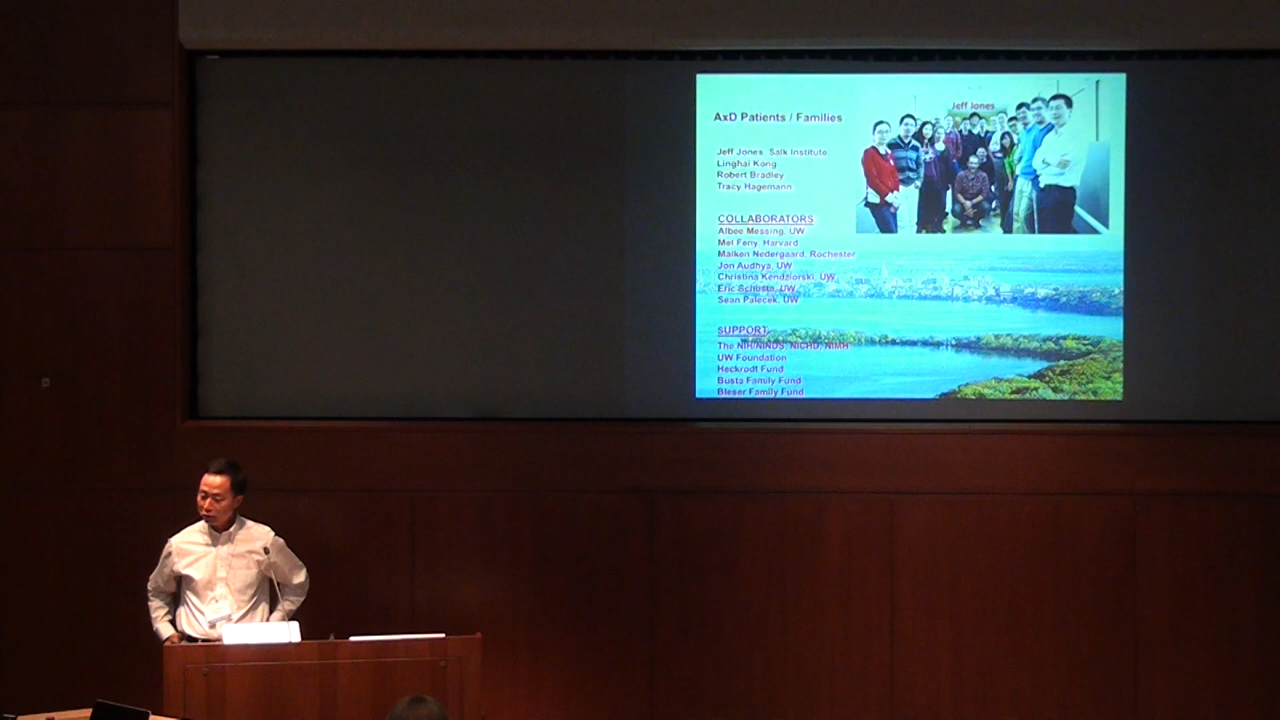 Jeff Jones
AxD Patients / Families
Jeff Jones, Salk Institute
Linghai Kong
Robert Bradley
Tracy Hagemann
COLLABORATORS
Albee Messing, UW
Mel Feny, Harvard
Maiken Nedergaard, Rochester
Jon Audhya, UW
Christina Kendziorski, UW
Eric Schusta, UW
Sean Palecek, UW
SUPPORT
The NIH/NINDS, NICHD, NIMH
UW Foundation
Heckrodt Fund
Busta Family Fund
Bleser Family Fund